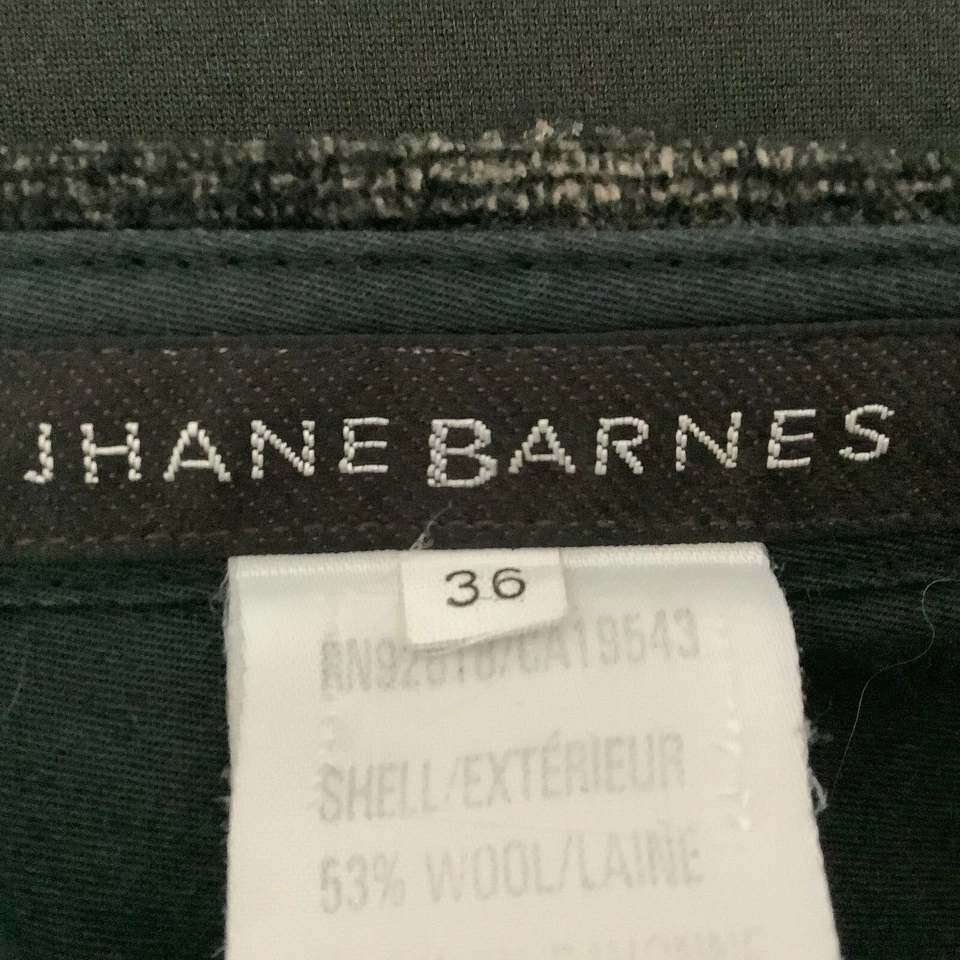 JHANE BARNES
36
SHELL/EXTÉRIEUR
53% WOOL/LAINE